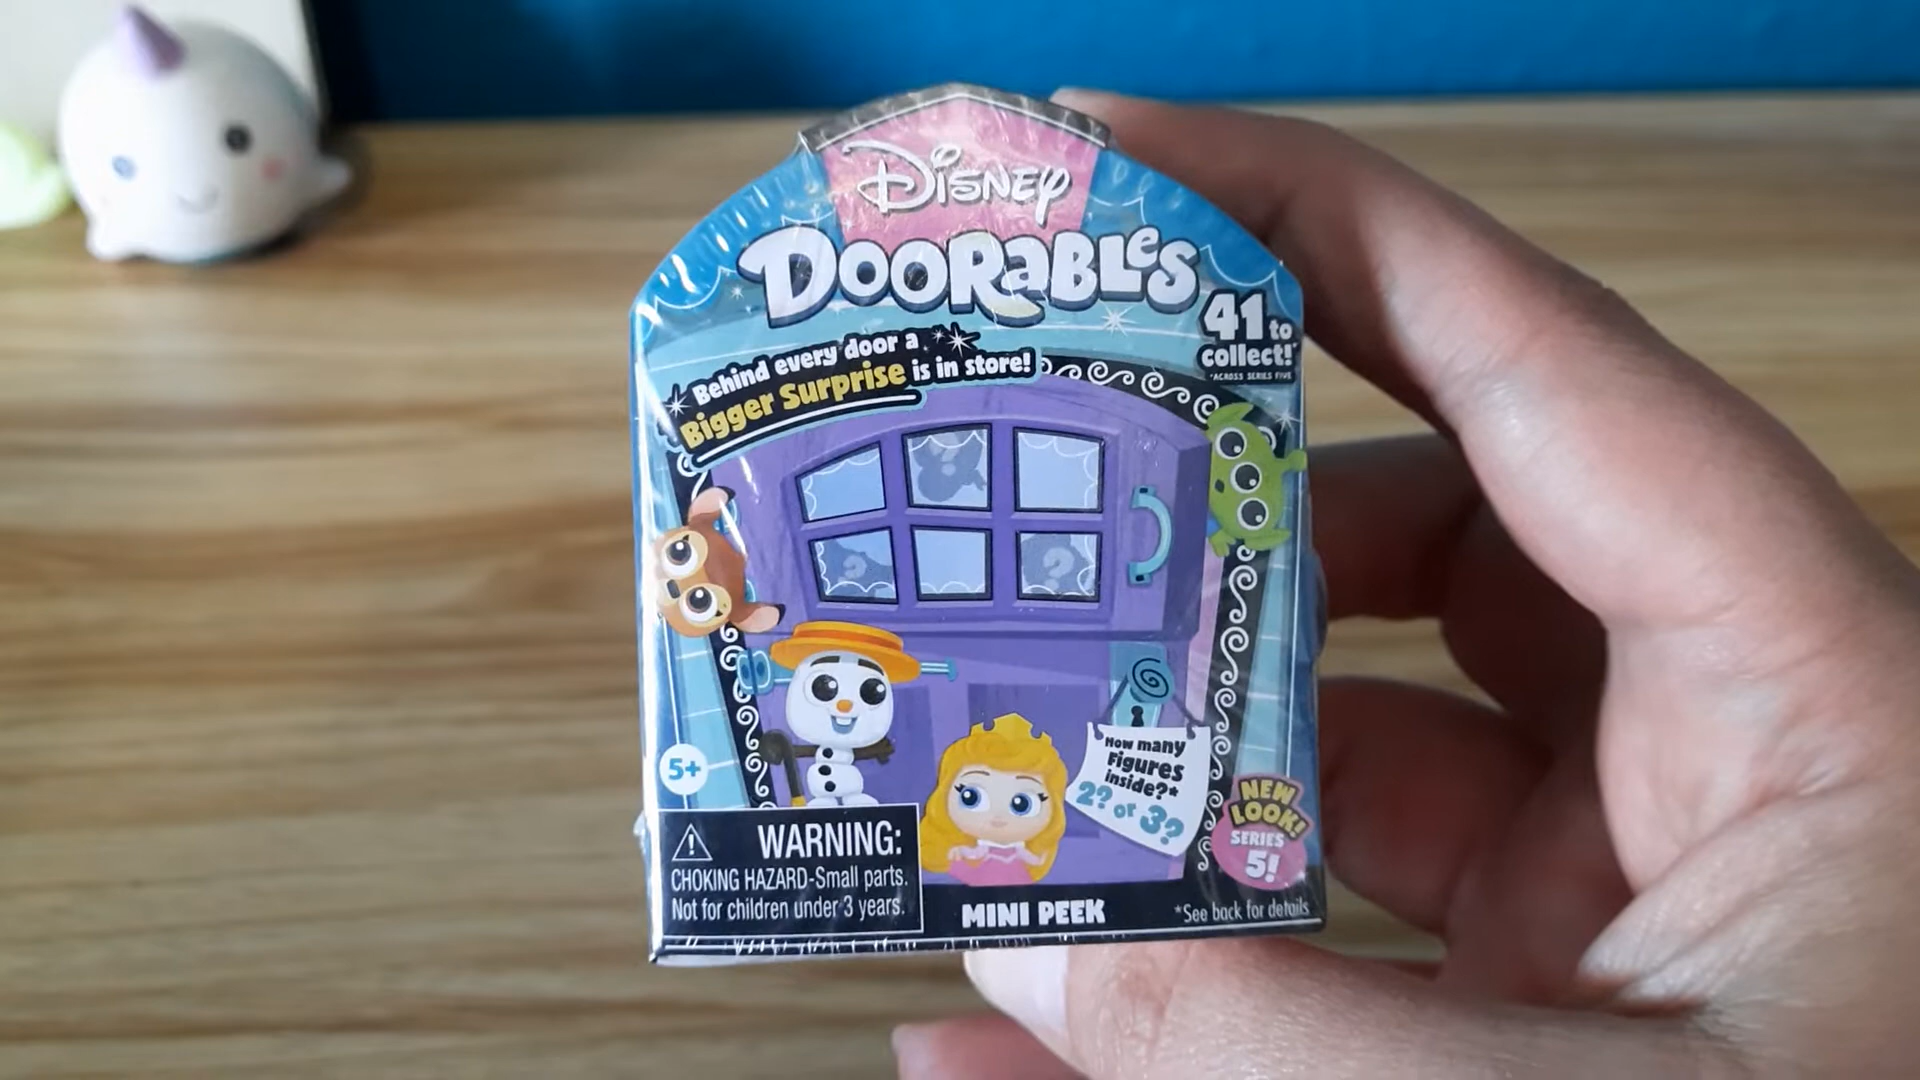 Disney
Doorables
41 to
collect!*
*ACROSS SERIES FIVE
Behind every door a
Bigger Surprise is in store!
?
?
?
How many
Figures
inside?*
2? or 3?
5+
NEW
LOOK!
SERIES
5!
WARNING:
CHOKING HAZARD-Small parts.
Not for children under 3 years.
MINI PEEK
*See back for details